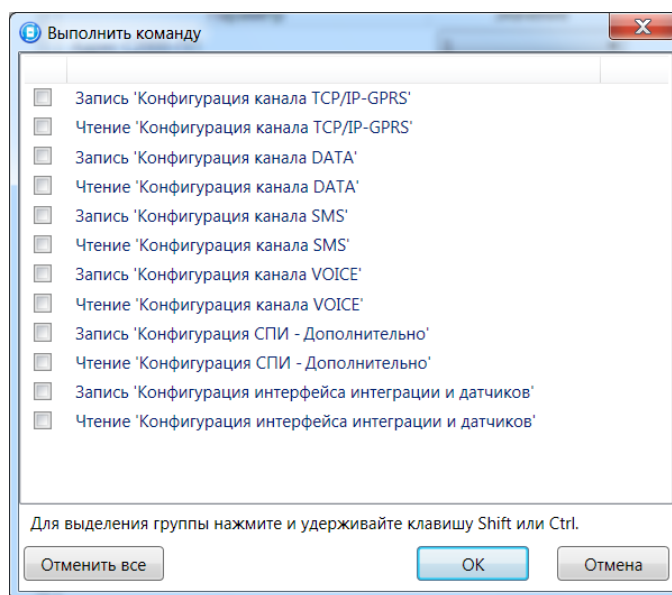 Выполнить команду
Запись 'Конфигурация канала TCP/IP-GPRS'
Чтение 'Конфигурация канала TCP/IP-GPRS'
Запись 'Конфигурация канала DATA'
Чтение 'Конфигурация канала DATA'
Запись 'Конфигурация канала SMS'
Чтение 'Конфигурация канала SMS'
Запись 'Конфигурация канала VOICE'
Чтение 'Конфигурация канала VOICE'
Запись 'Конфигурация СПИ - Дополнительно'
Чтение 'Конфигурация СПИ - Дополнительно'
Запись 'Конфигурация интерфейса интеграции и датчиков'
Чтение 'Конфигурация интерфейса интеграции и датчиков'
Для выделения группы нажмите и удерживайте клавишу Shift или Ctrl.
Отменить все ОК Отмена